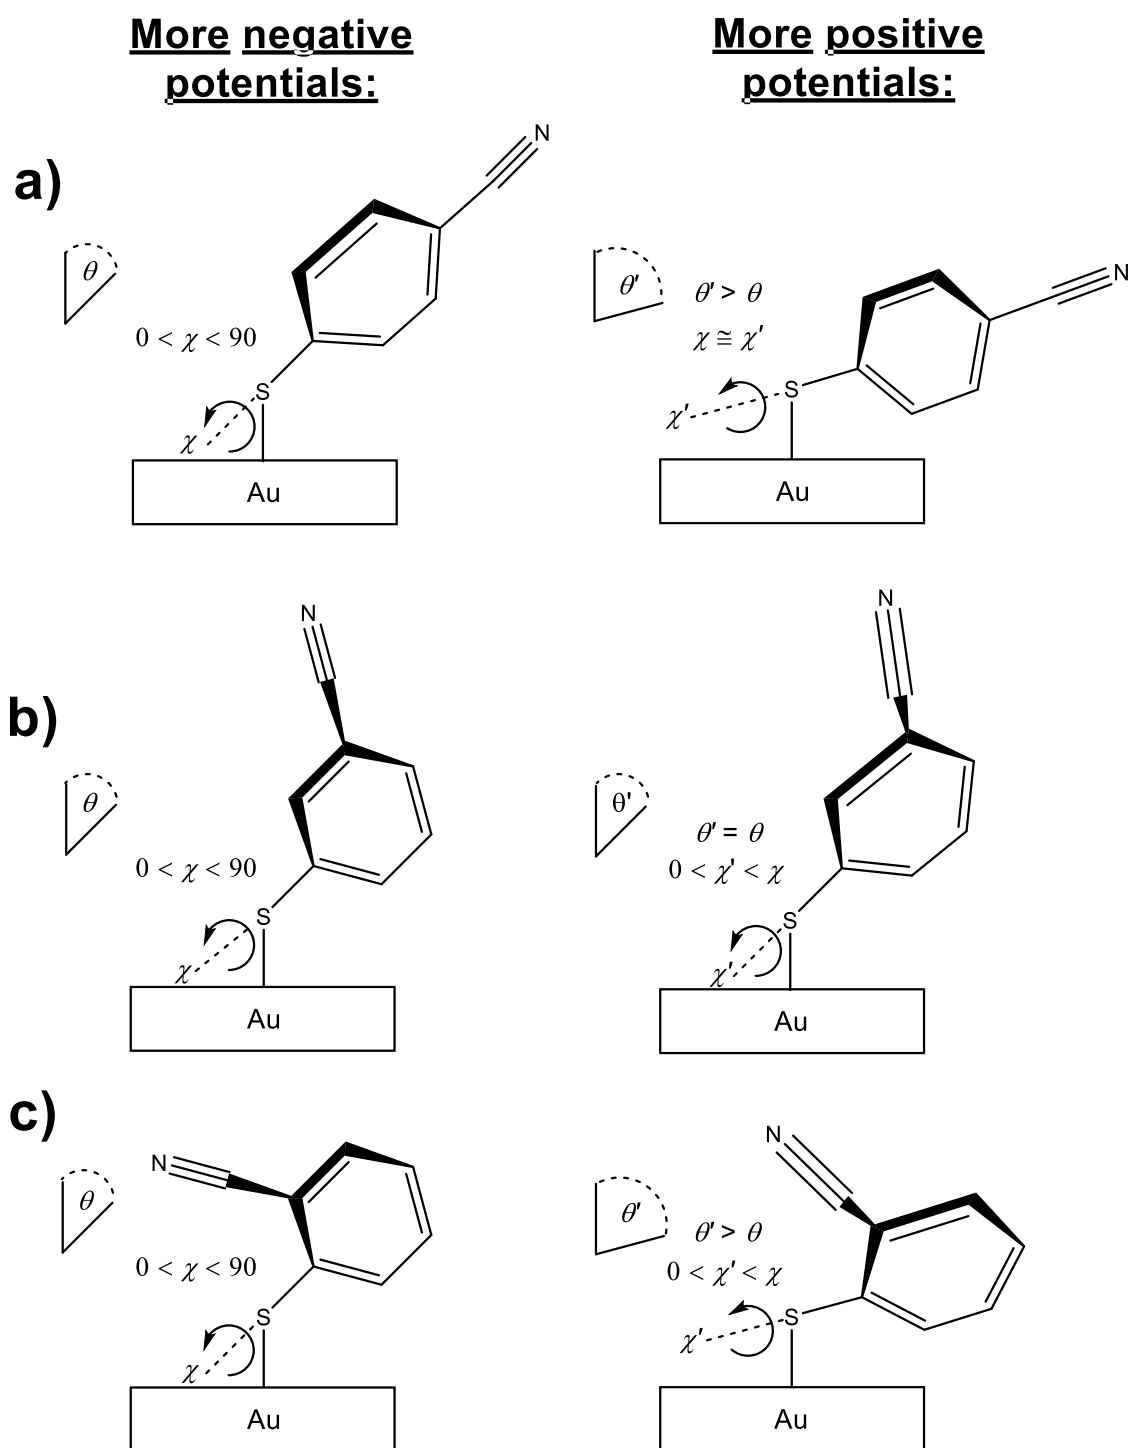 More negative
potentials:
More positive
potentials:
a)
N
θ
0 < χ < 90
S
χ
Au
N
θ'
θ' > θ
χ ≅ χ'
S
χ'
Au
b)
N
θ
0 < χ < 90
S
χ
Au
N
θ'
θ' = θ
0 < χ' < χ
S
χ'
Au
c)
N
θ
0 < χ < 90
S
χ
Au
N
θ'
θ' > θ
0 < χ' < χ
S
χ'
Au